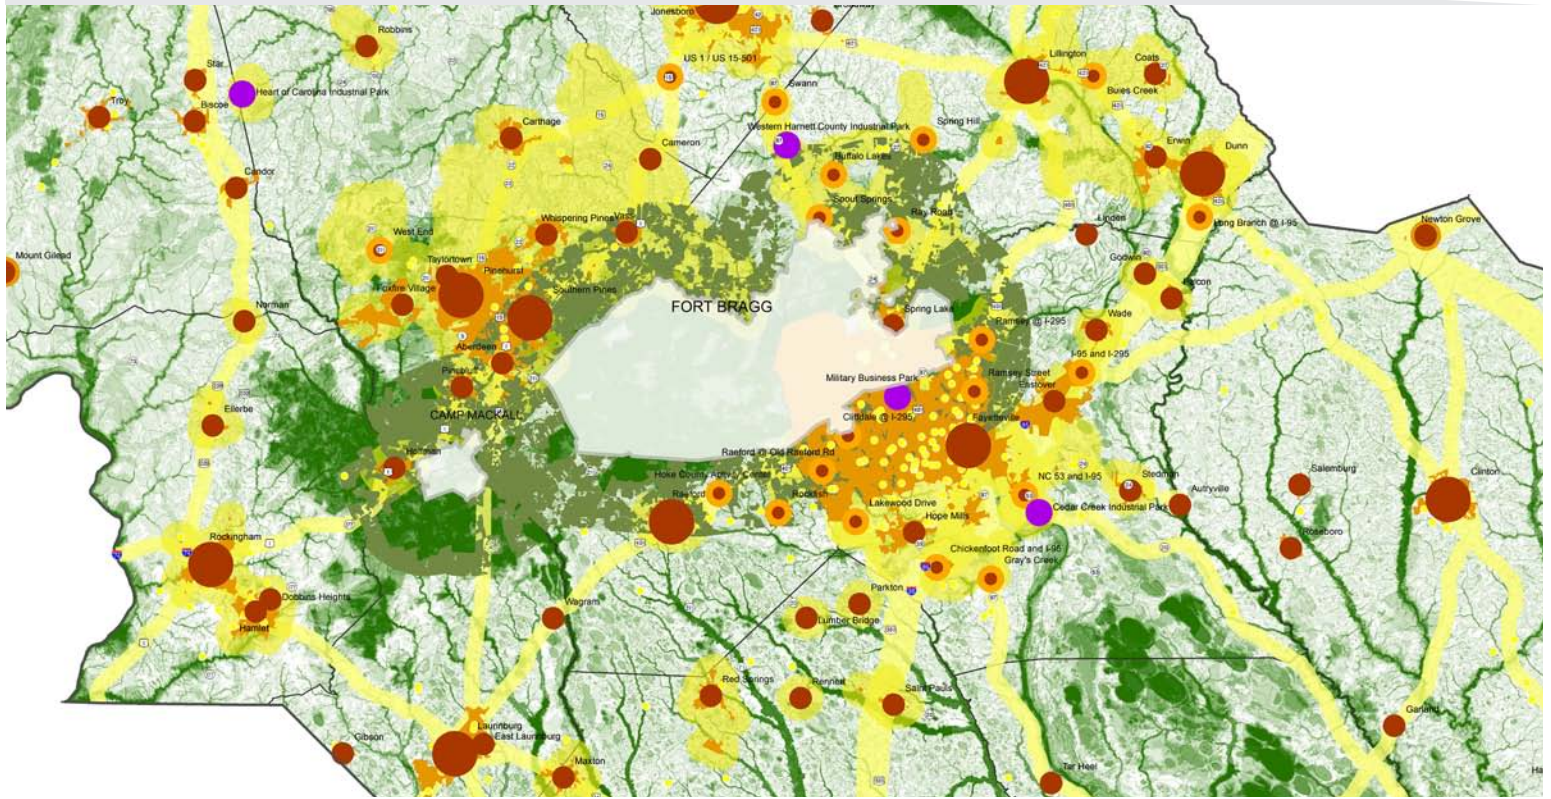 Jonesboro
Robbins
US 1 / US 15-501
Lillington
Coats
Star
Swann
Buies Creek
Heart of Carolina Industrial Park
Troy
Biscoe
Carthage
Western Harnett County Industrial Park
Spring Hill
Cameron
Erwin
Dunn
Buffalo Lakes
Candor
Spout Springs
Whispering Pines
Vass
Ray Road
Linden
Long Branch @ I-95
Newton Grove
West End
Mount Gilead
Taylortown
Pinehurst
Godwin
Foxfire Village
Southern Pines
Falcon
FORT BRAGG
Norman
Spring Lake
Ramsey @ I-295
Wade
Aberdeen
I-95 and I-295
Pinebluff
Military Business Park
Ramsey Street
Eastover
CAMP MACKALL
Cliffdale @ I-295
Fayetteville
Ellerbe
Raeford @ Old Raeford Rd
Hoffman
NC 53 and I-95
Stedman
Salemburg
Clinton
Raeford
Rockfish
Autryville
Lakewood Drive
Cedar Creek Industrial Park
Hope Mills
Rockingham
Roseboro
Chickenfoot Road and I-95
Gray's Creek
Dobbins Heights
Parkton
Wagram
Hamlet
Lumber Bridge
Red Springs
Rennert
Saint Pauls
Laurinburg
East Laurinburg
Garland
Gibson
Maxton
Tar Heel